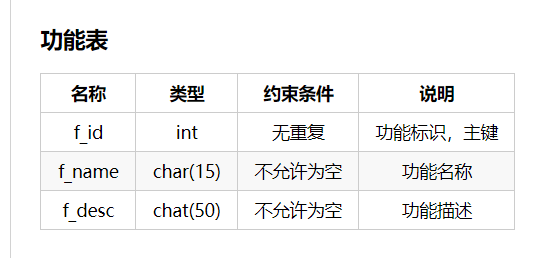 功能表
名称 类型 约束条件 说明
f_id int 无重复 功能标识，主键
f_name char(15) 不允许为空 功能名称
f_desc chat(50) 不允许为空 功能描述